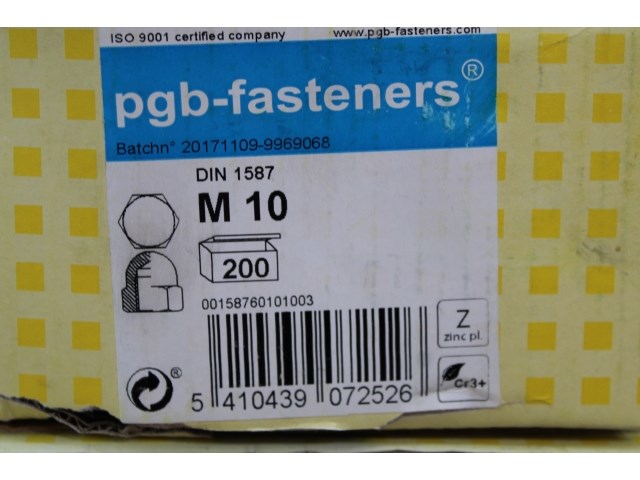 ISO 9001 certified company www.pgb-fasteners.com
pgb-fasteners®
Batchn° 20171109-9969068
DIN 1587
M 10
200
00158760101003
Z
zinc pl.
Cr3+
®
5 410439 072526